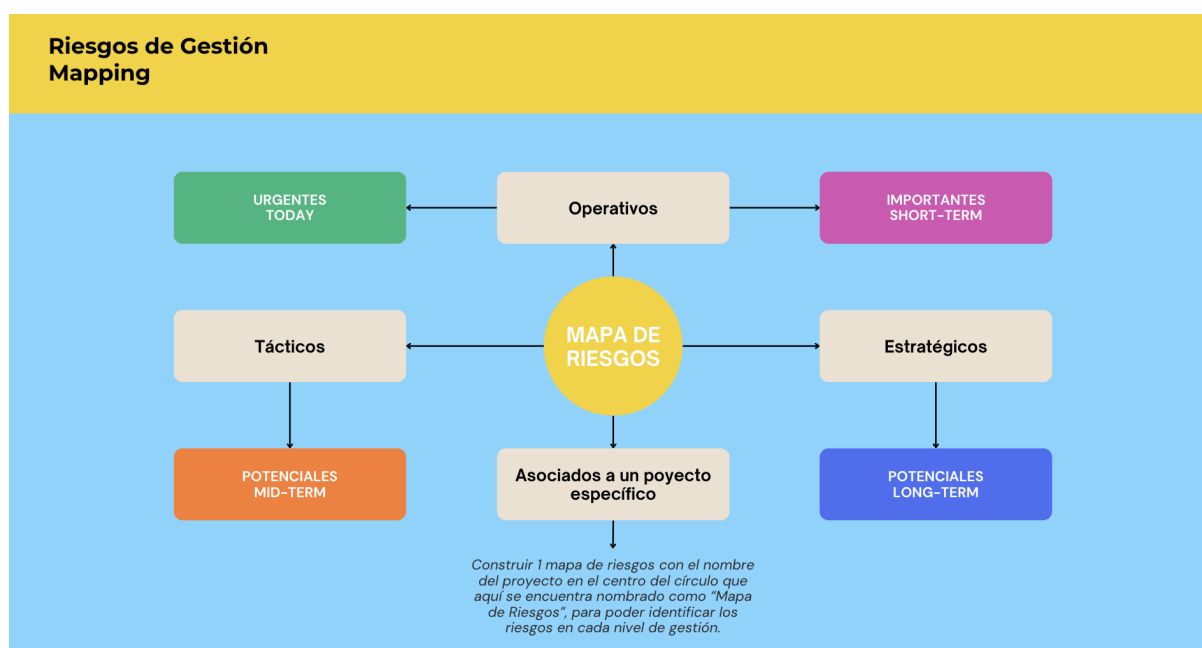 Riesgos de Gestión
Mapping
URGENTES
TODAY
Operativos
IMPORTANTES
SHORT-TERM
Tácticos
MAPA DE
RIESGOS
Estratégicos
POTENCIALES
MID-TERM
Asociados a un poyecto
específico
POTENCIALES
LONG-TERM
Construir 1 mapa de riesgos con el nombre
del proyecto en el centro del círculo que
aquí se encuentra nombrado como “Mapa
de Riesgos”, para poder identificar los
riesgos en cada nivel de gestión.